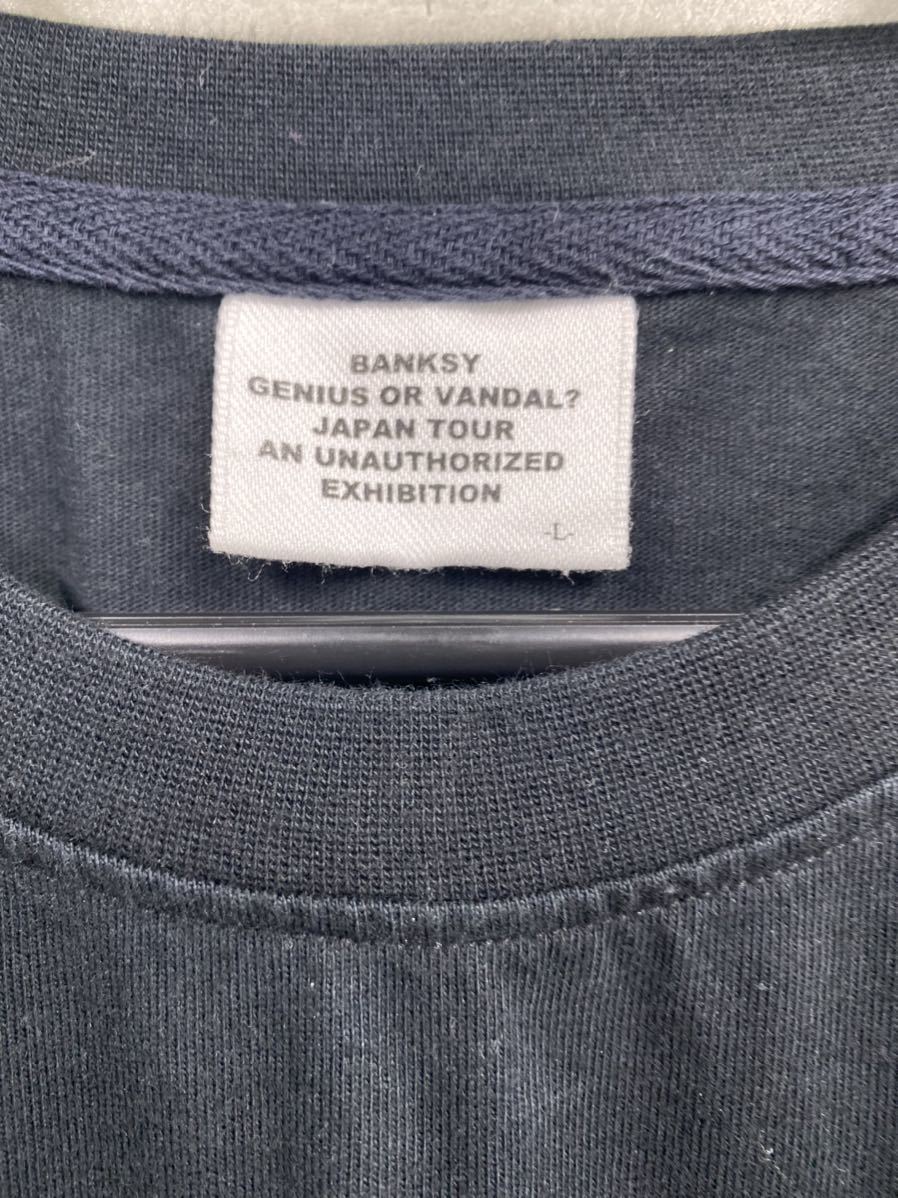 BANKSY
GENIUS OR VANDAL?
JAPAN TOUR
AN UNAUTHORIZED
EXHIBITION
-L-